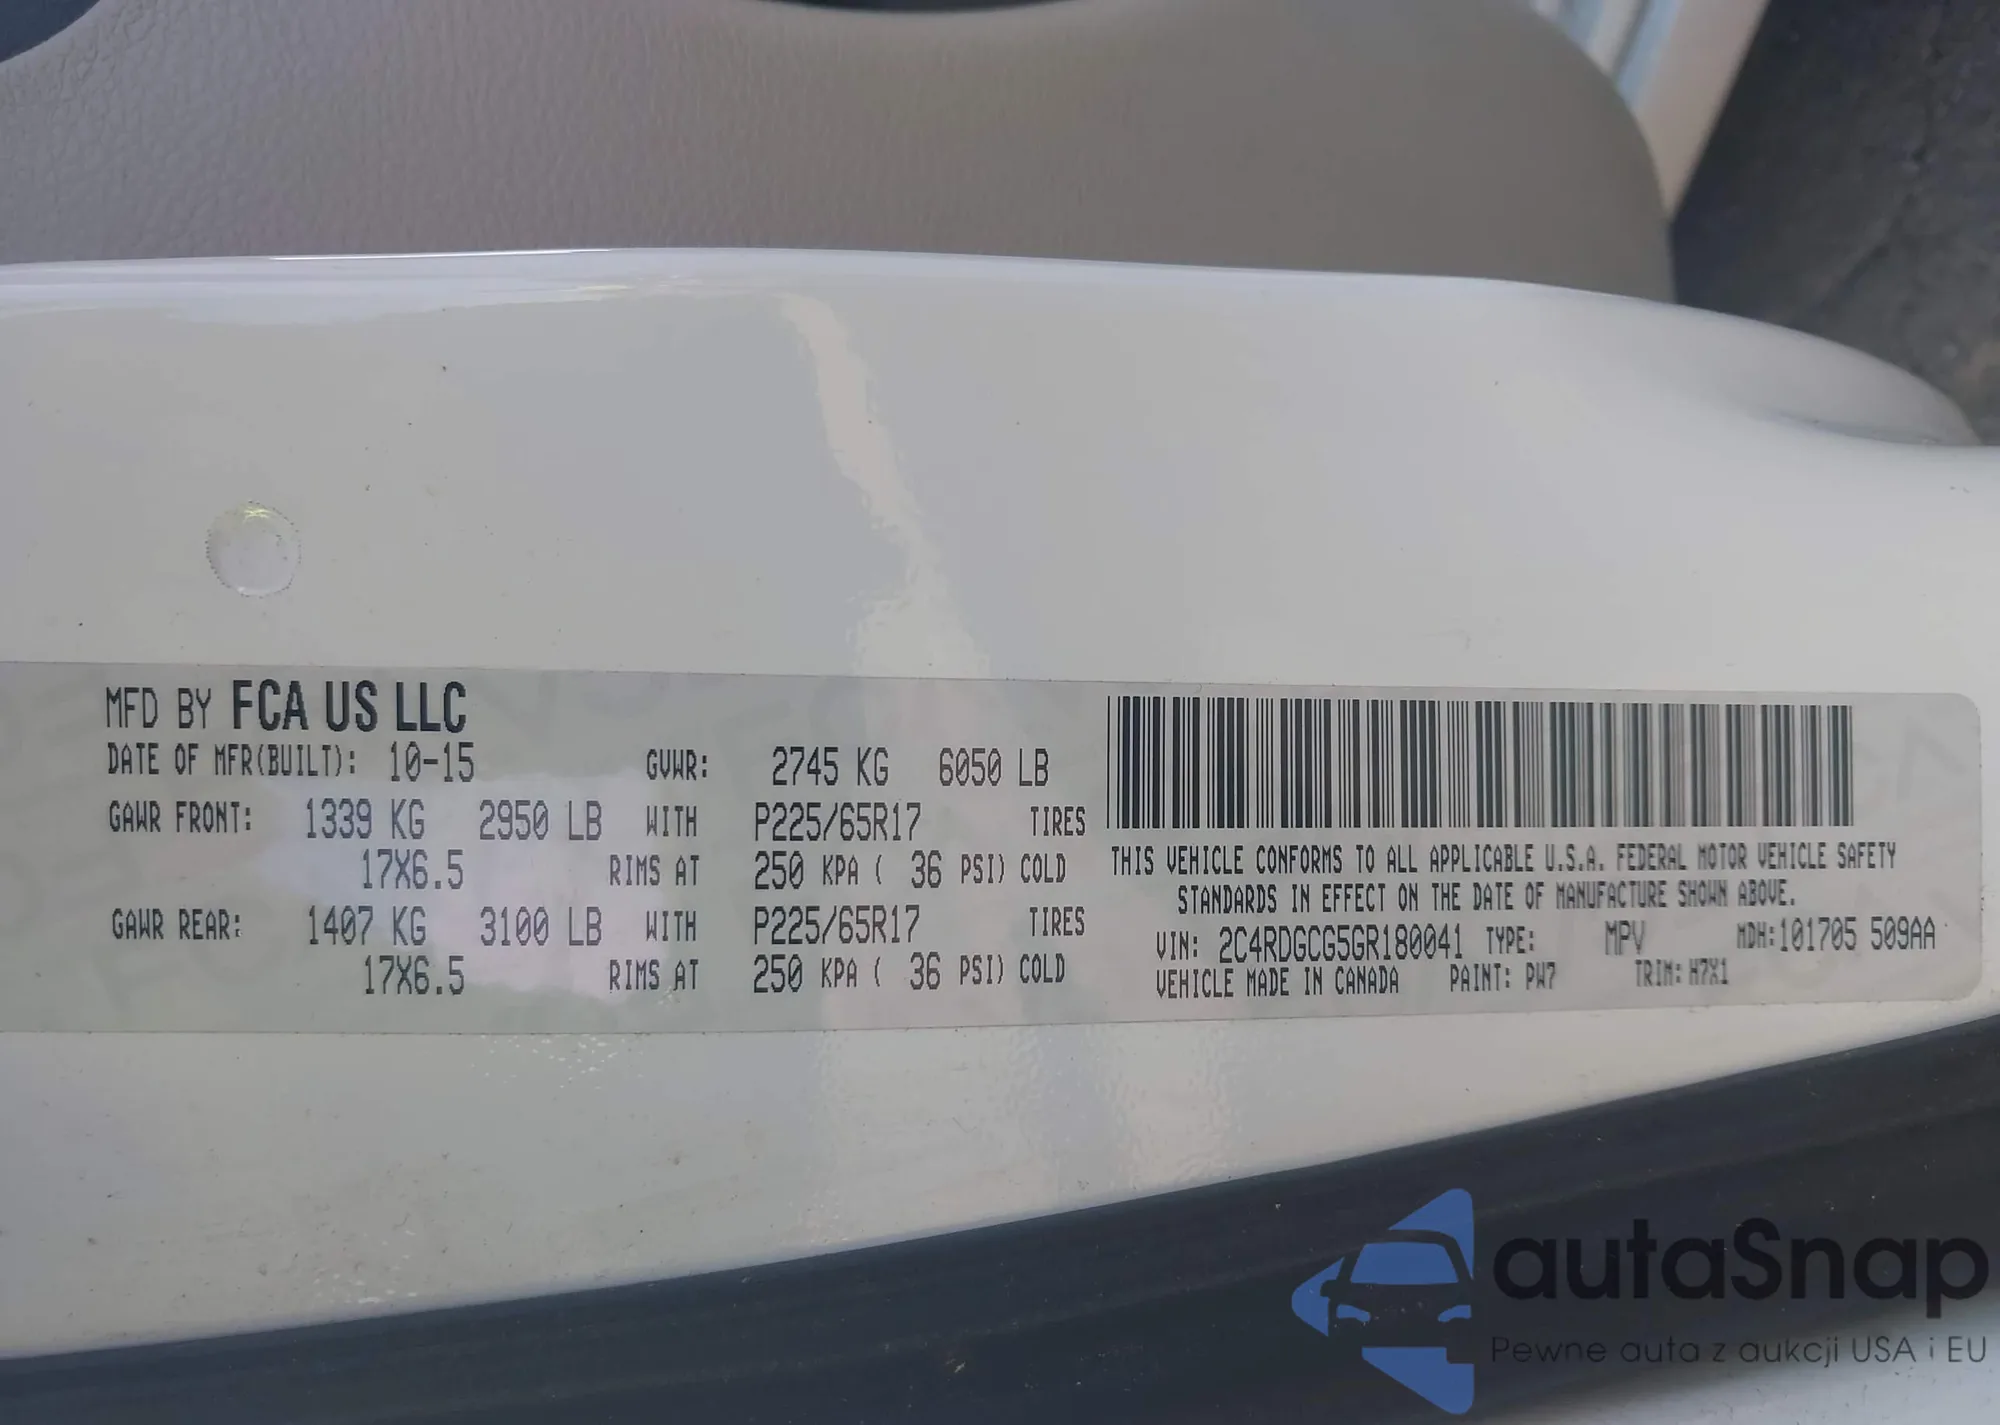 MFD BY FCA US LLC
DATE OF MFR(BUILT): 10-15 GVWR: 2745 KG 6050 LB
GAWR FRONT: 1339 KG 2950 LB WITH P225/65R17 TIRES
17X6.5 RIMS AT 250 KPA ( 36 PSI) COLD
GAWR REAR: 1407 KG 3100 LB WITH P225/65R17 TIRES
17X6.5 RIMS AT 250 KPA ( 36 PSI) COLD
THIS VEHICLE CONFORMS TO ALL APPLICABLE U.S.A. FEDERAL MOTOR VEHICLE SAFETY
STANDARDS IN EFFECT ON THE DATE OF MANUFACTURE SHOWN ABOVE.
VIN: 2C4RDGCG5GR180041 TYPE: MPV MDH:101705 509AA
VEHICLE MADE IN CANADA PAINT: PW7 TRIM: H7X1
autaSnap
Pewne auta z aukcji USA i EU